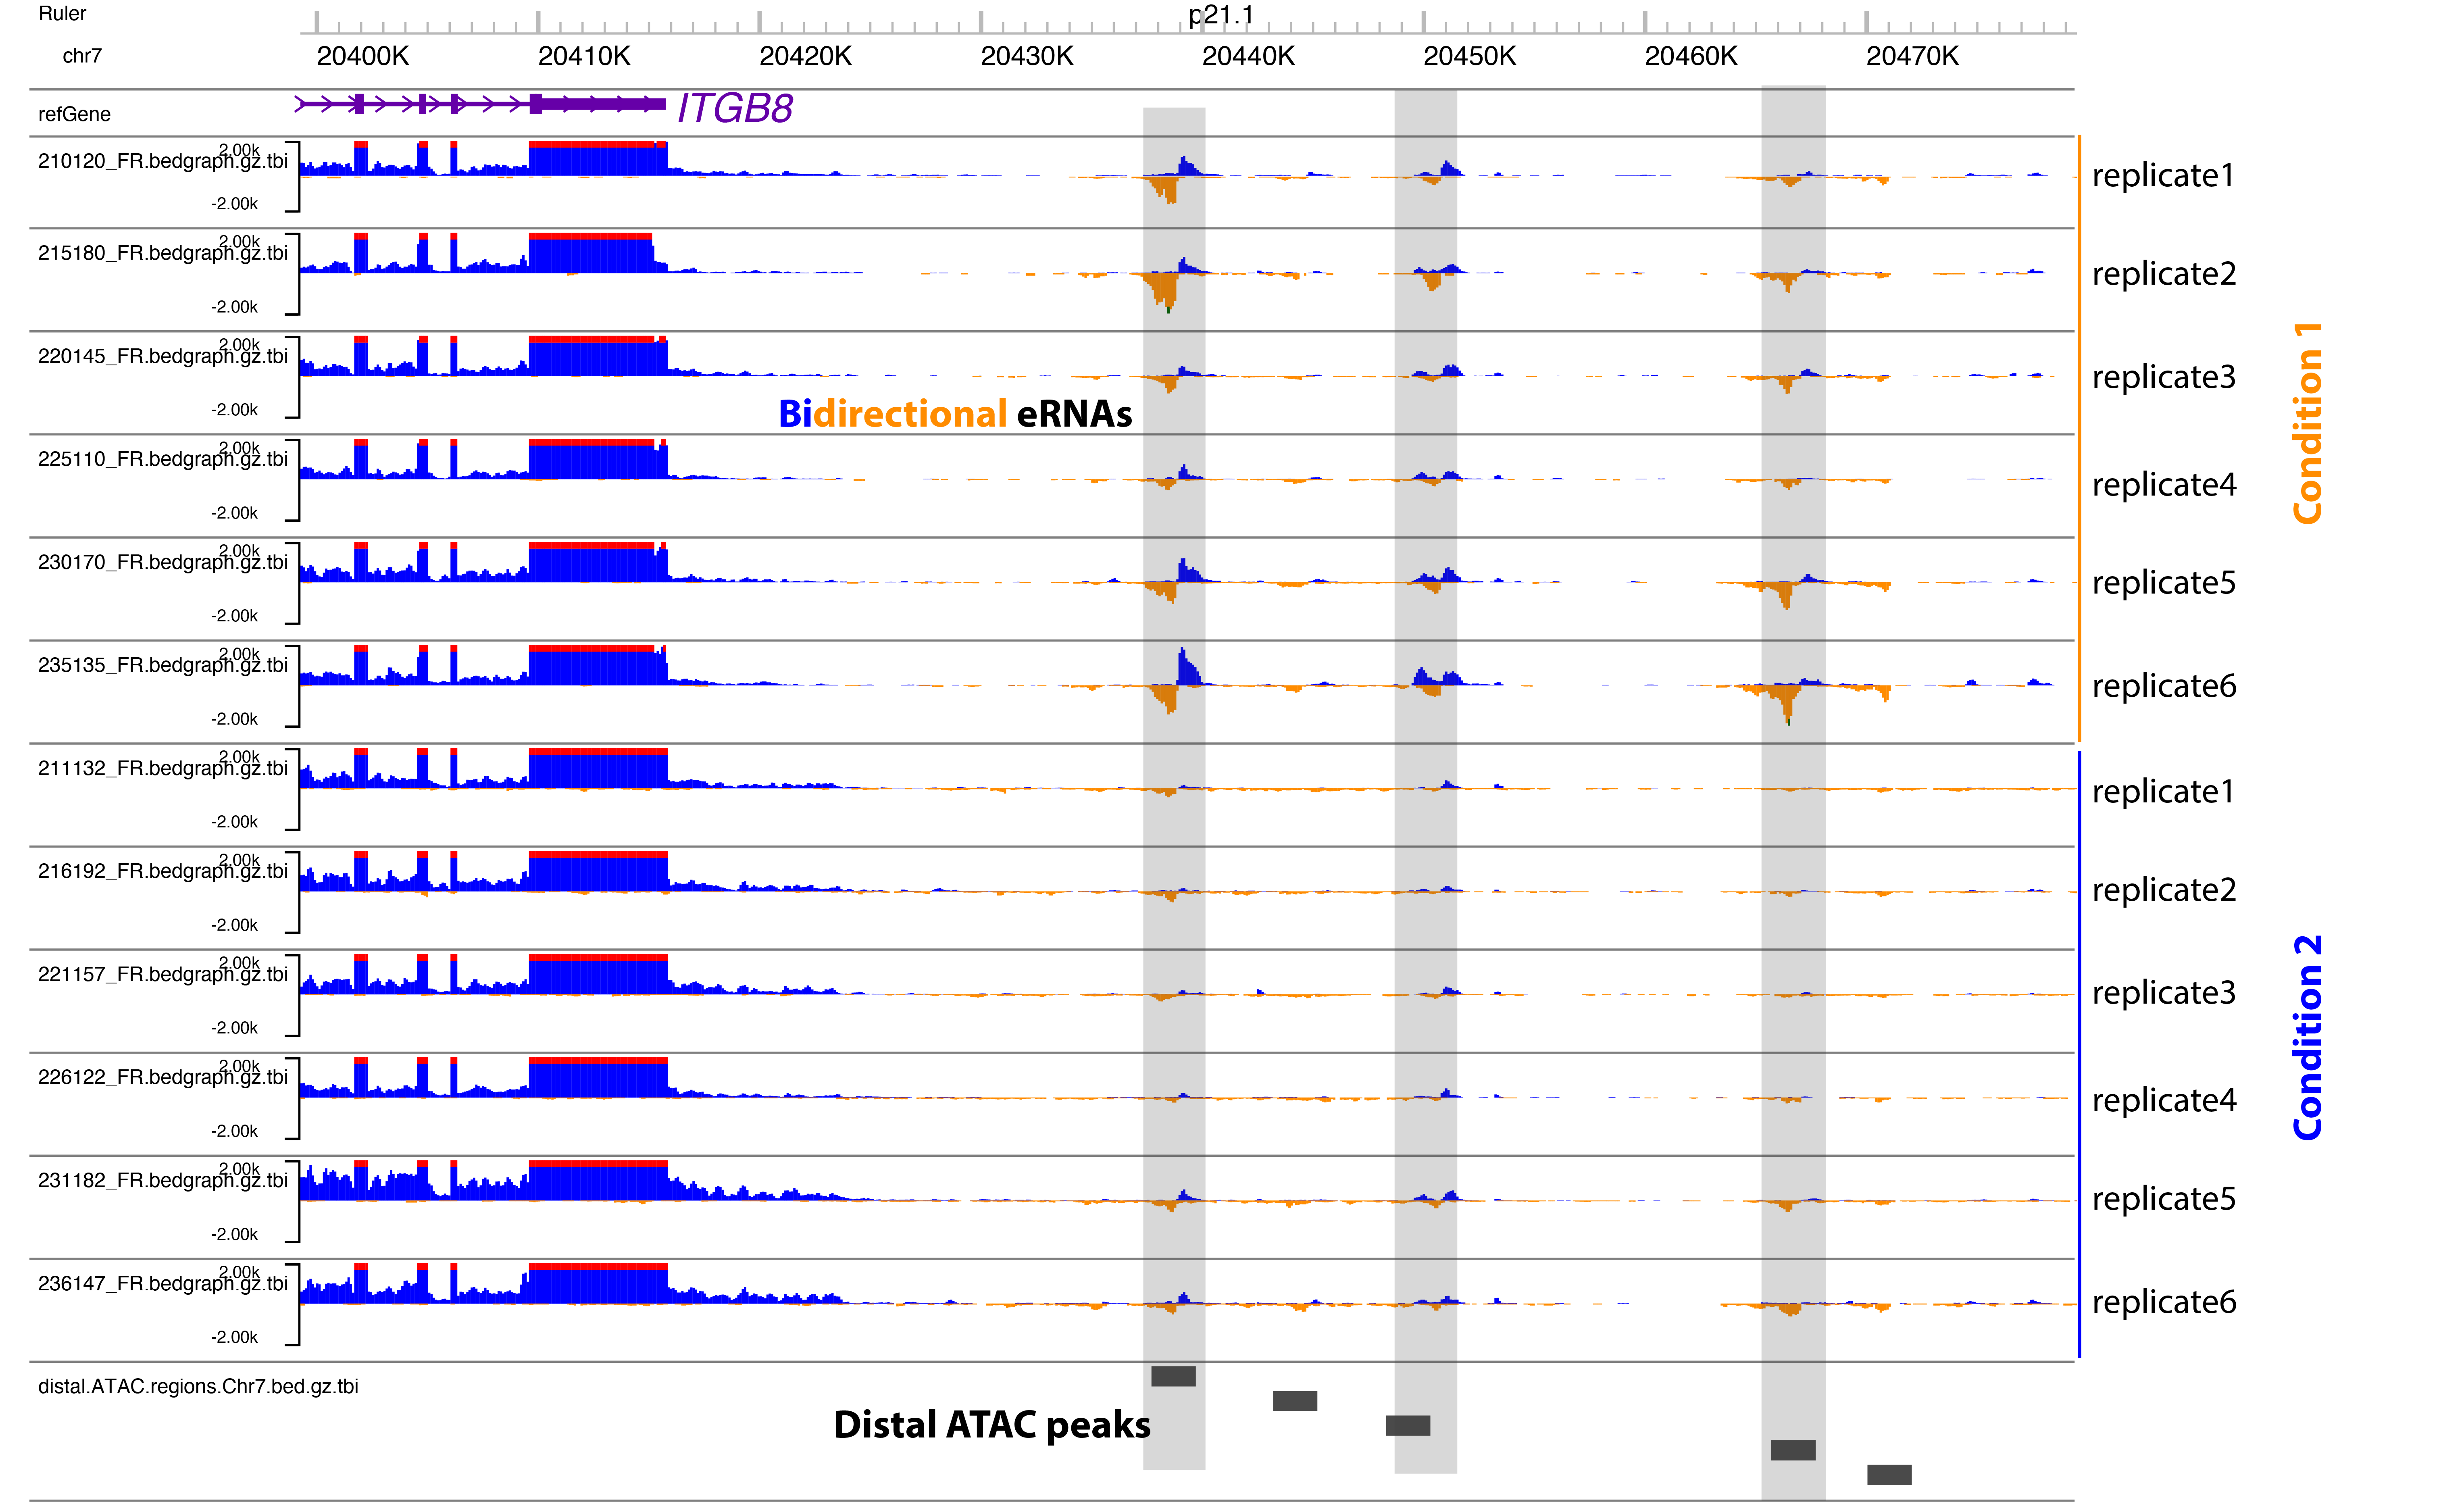 Ruler
p21.1
chr7
20400K 20410K 20420K 20430K 20440K 20450K 20460K 20470K
refGene
ITGB8
2.00k
210120_FR.bedgraph.gz.tbi
-2.00k
replicate1
2.00k
215180_FR.bedgraph.gz.tbi
-2.00k
replicate2
2.00k
220145_FR.bedgraph.gz.tbi
-2.00k
replicate3
Bidirectional eRNAs
2.00k
225110_FR.bedgraph.gz.tbi
-2.00k
replicate4
2.00k
230170_FR.bedgraph.gz.tbi
-2.00k
replicate5
2.00k
235135_FR.bedgraph.gz.tbi
-2.00k
replicate6
Condition 1
2.00k
211132_FR.bedgraph.gz.tbi
-2.00k
replicate1
2.00k
216192_FR.bedgraph.gz.tbi
-2.00k
replicate2
2.00k
221157_FR.bedgraph.gz.tbi
-2.00k
replicate3
2.00k
226122_FR.bedgraph.gz.tbi
-2.00k
replicate4
2.00k
231182_FR.bedgraph.gz.tbi
-2.00k
replicate5
2.00k
236147_FR.bedgraph.gz.tbi
-2.00k
replicate6
Condition 2
distal.ATAC.regions.Chr7.bed.gz.tbi
Distal ATAC peaks